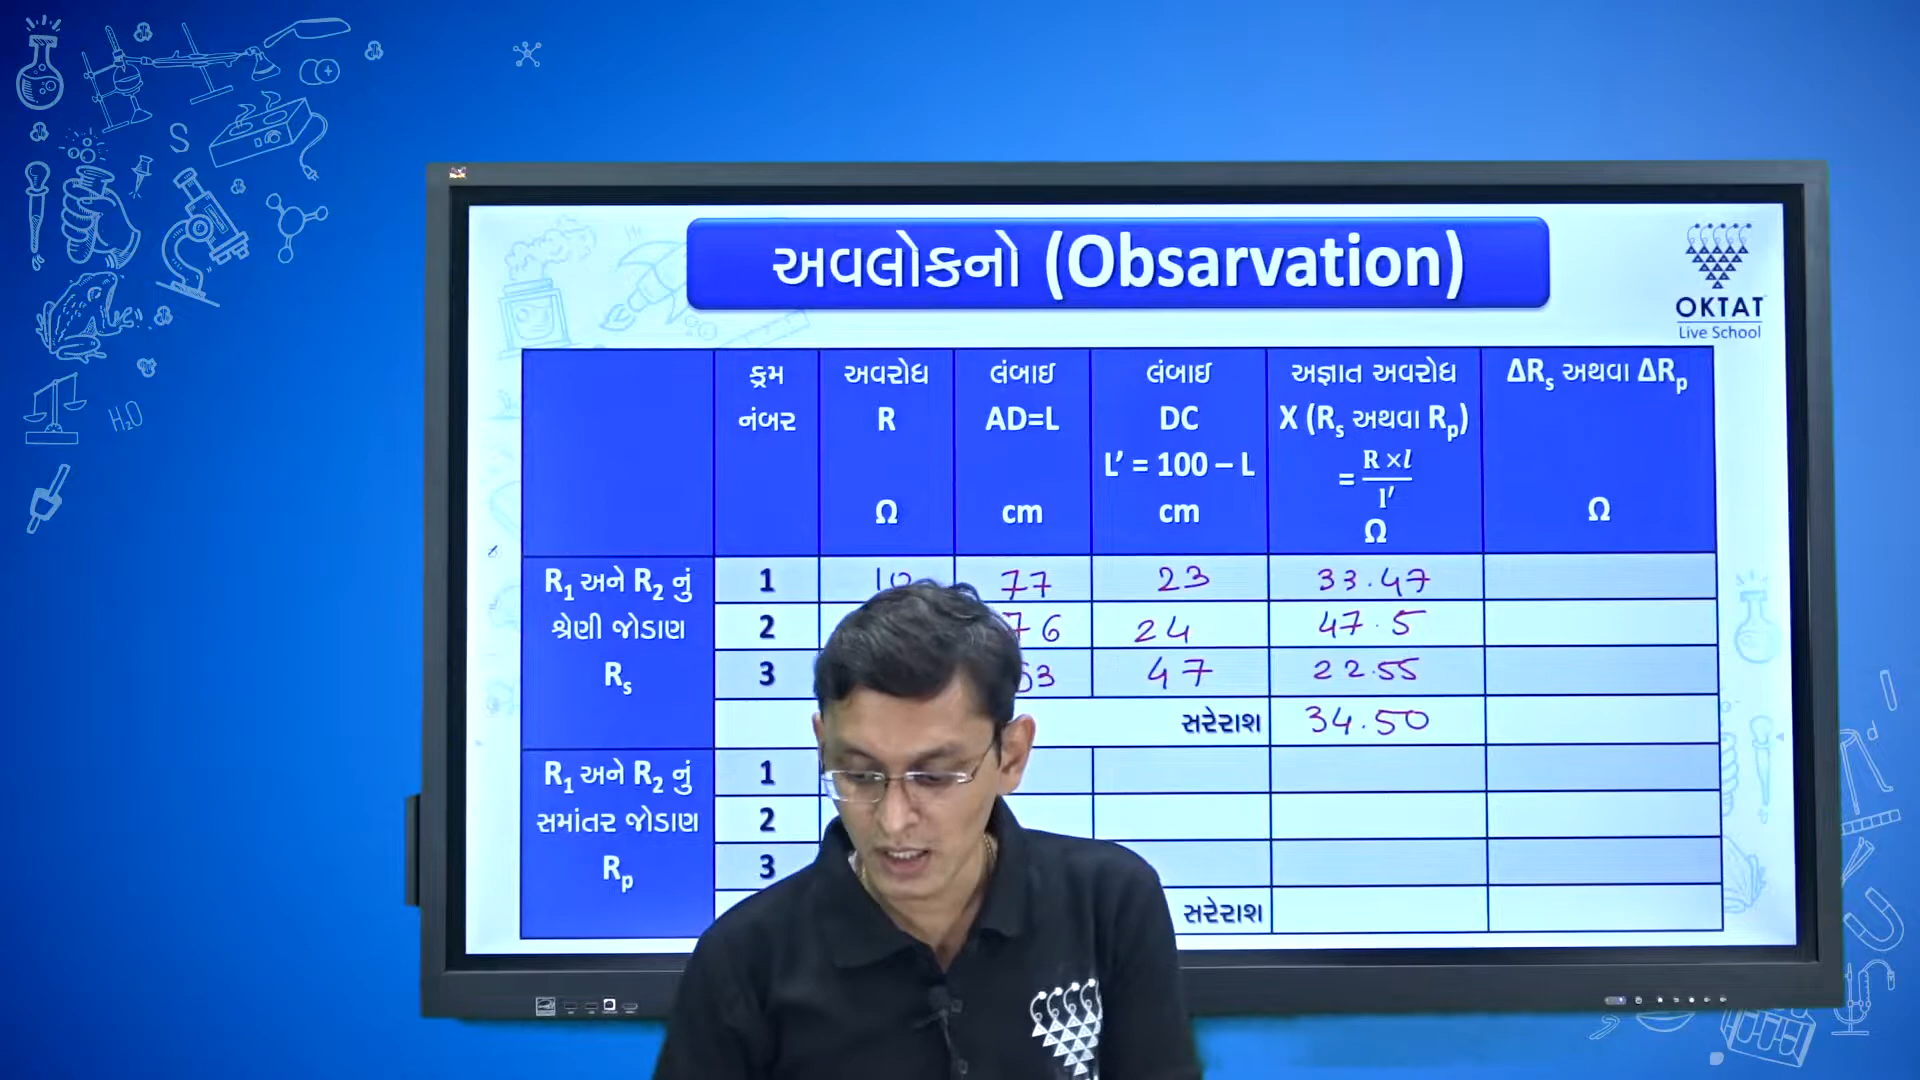 S
H₂O
અવલોકનો (Obsarvation)
OKTAT
Live School
ક્રમ નંબર
અવરોધ R Ω
લંબાઇ AD=L cm
લંબાઇ DC L' = 100 – L cm
અજ્ઞાત અવરોધ X (Rs અથવા Rp) = R × l / l' Ω
ΔRs અથવા ΔRp Ω
R1 અને R2 નું શ્રેણી જોડાણ Rs
1 10 77 23 33.47
2 76 24 47.5
3 47 22.55
સરેરાશ 34.50
R1 અને R2 નું સમાંતર જોડાણ Rp
1
2
3
સરેરાશ